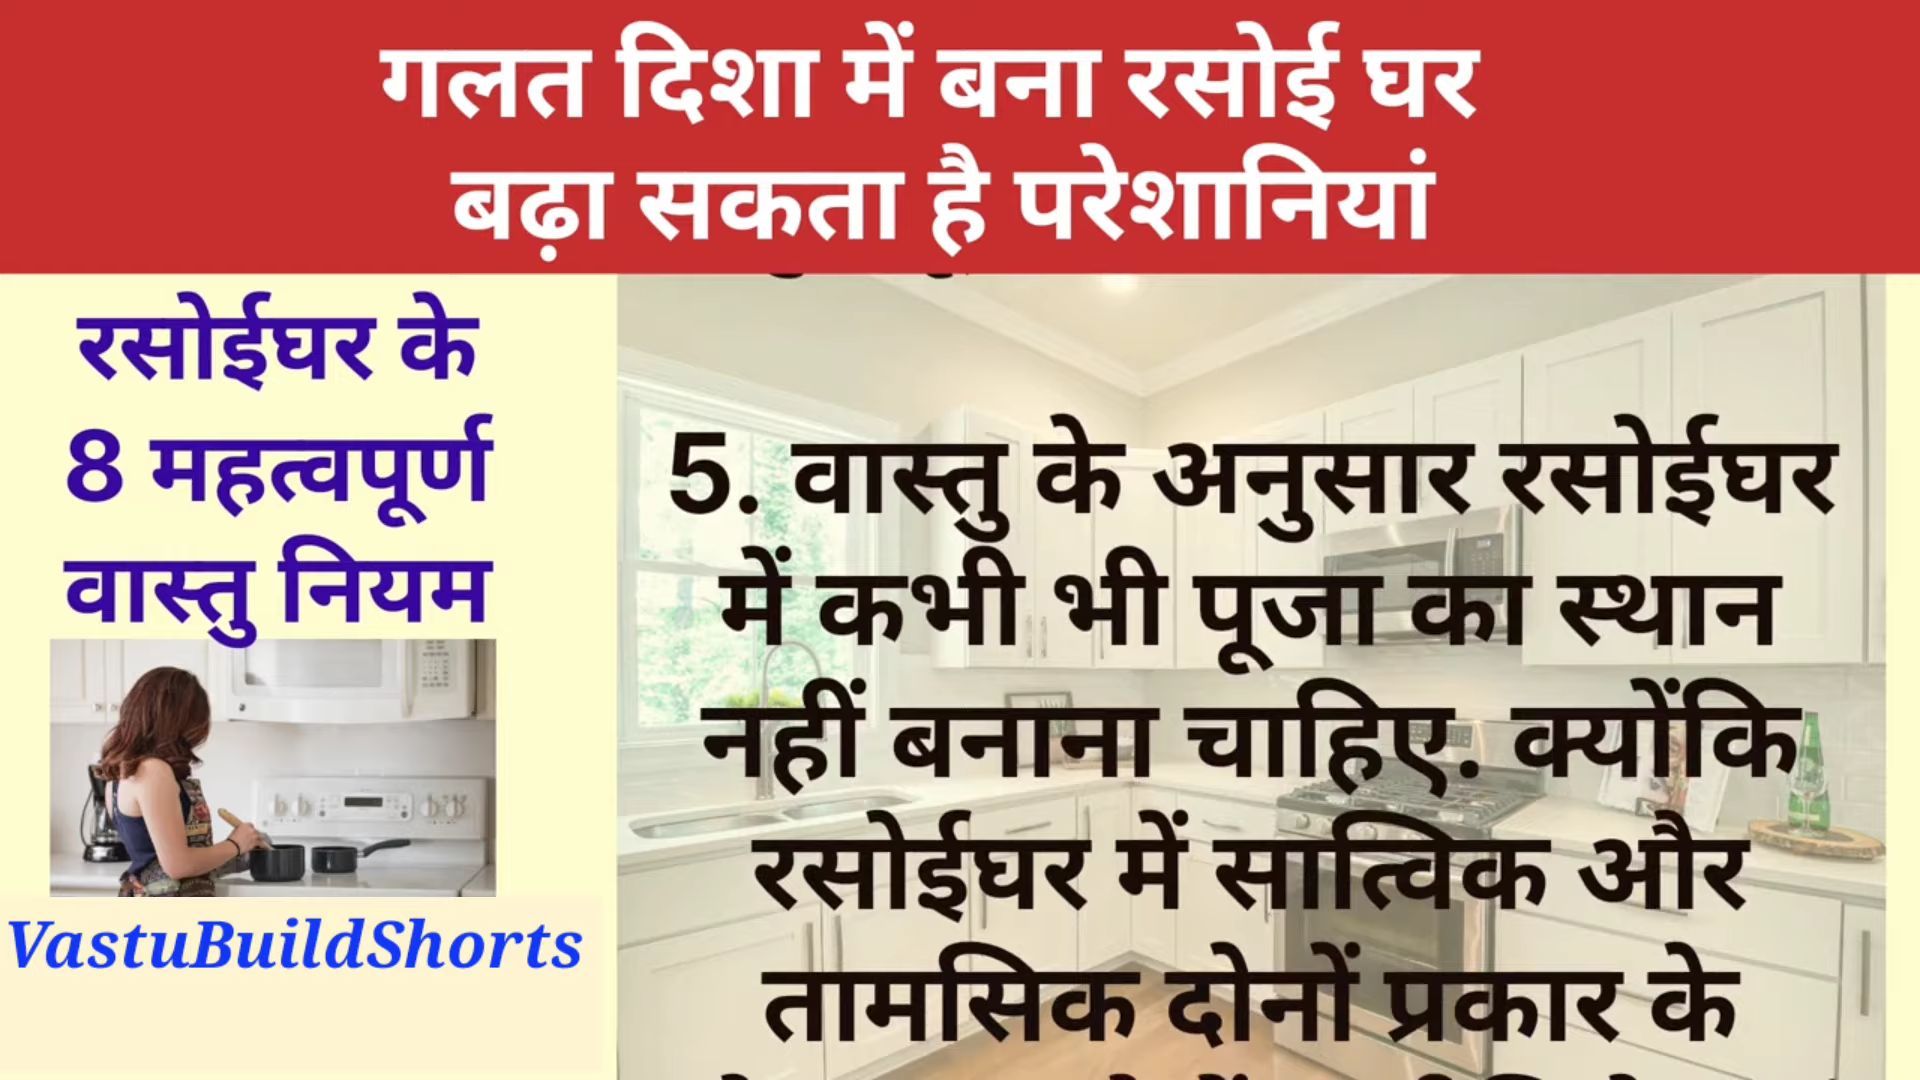 गलत दिशा में बना रसोई घर
बढ़ा सकता है परेशानियां
रसोईघर के
8 महत्वपूर्ण
वास्तु नियम
VastuBuildShorts
5. वास्तु के अनुसार रसोईघर
में कभी भी पूजा का स्थान
नहीं बनाना चाहिए. क्योंकि
रसोईघर में सात्विक और
तामसिक दोनों प्रकार के